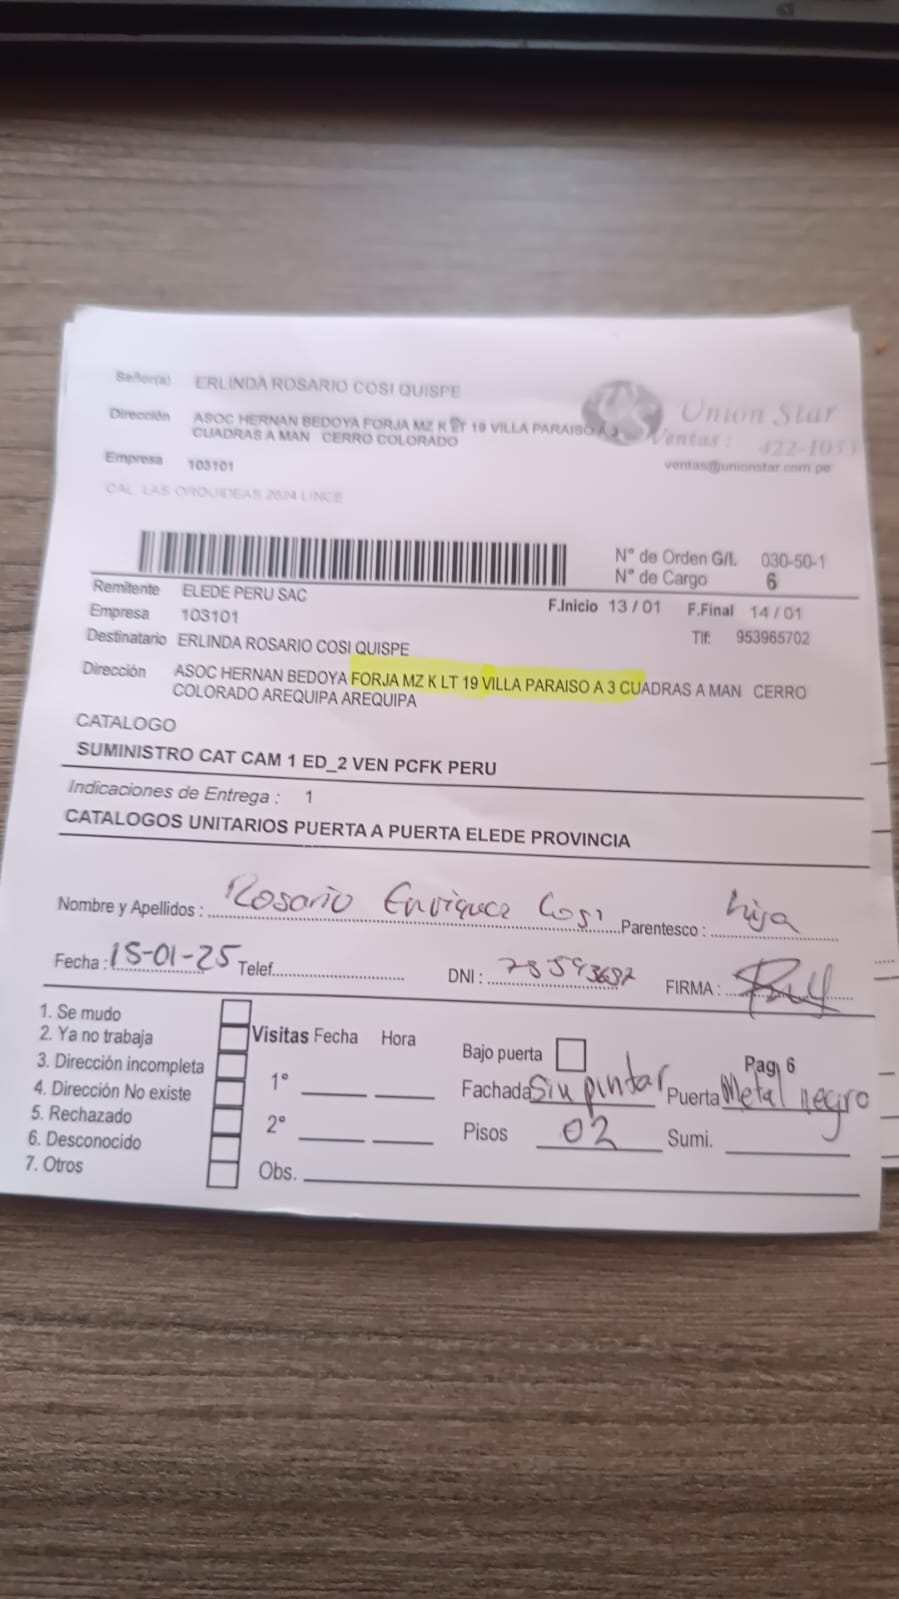 Señor(a) ERLINDA ROSARIO COSI QUISPE
Dirección ASOC HERNAN BEDOYA FORJA MZ K LT 19 VILLA PARAISO A 3
CUADRAS A MAN CERRO COLORADO
Union Star
Ventas : 422-1053
ventas@unionstar.com.pe
Empresa 103101
CAL LAS ORQUIDEAS 2624 LINCE
N° de Orden G/I. 030-50-1
N° de Cargo 6
Remitente ELEDE PERU SAC
F.Inicio 13 / 01 F.Final 14 / 01
Empresa 103101
Tlf: 953965702
Destinatario ERLINDA ROSARIO COSI QUISPE
Dirección ASOC HERNAN BEDOYA FORJA MZ K LT 19 VILLA PARAISO A 3 CUADRAS A MAN CERRO
COLORADO AREQUIPA AREQUIPA
CATALOGO
SUMINISTRO CAT CAM 1 ED_2 VEN PCFK PERU
Indicaciones de Entrega : 1
CATALOGOS UNITARIOS PUERTA A PUERTA ELEDE PROVINCIA
Nombre y Apellidos : Rosario Enriquez Cosi Parentesco : hija
Fecha : 15-01-25 Telef. DNI : FIRMA :
1. Se mudo
2. Ya no trabaja
3. Dirección incompleta
4. Dirección No existe
5. Rechazado
6. Desconocido
7. Otros
Visitas Fecha Hora
1°
2°
Obs.
Bajo puerta Pag 6
Fachada Sin pintar Puerta Metal negro
Pisos 02 Sumi.